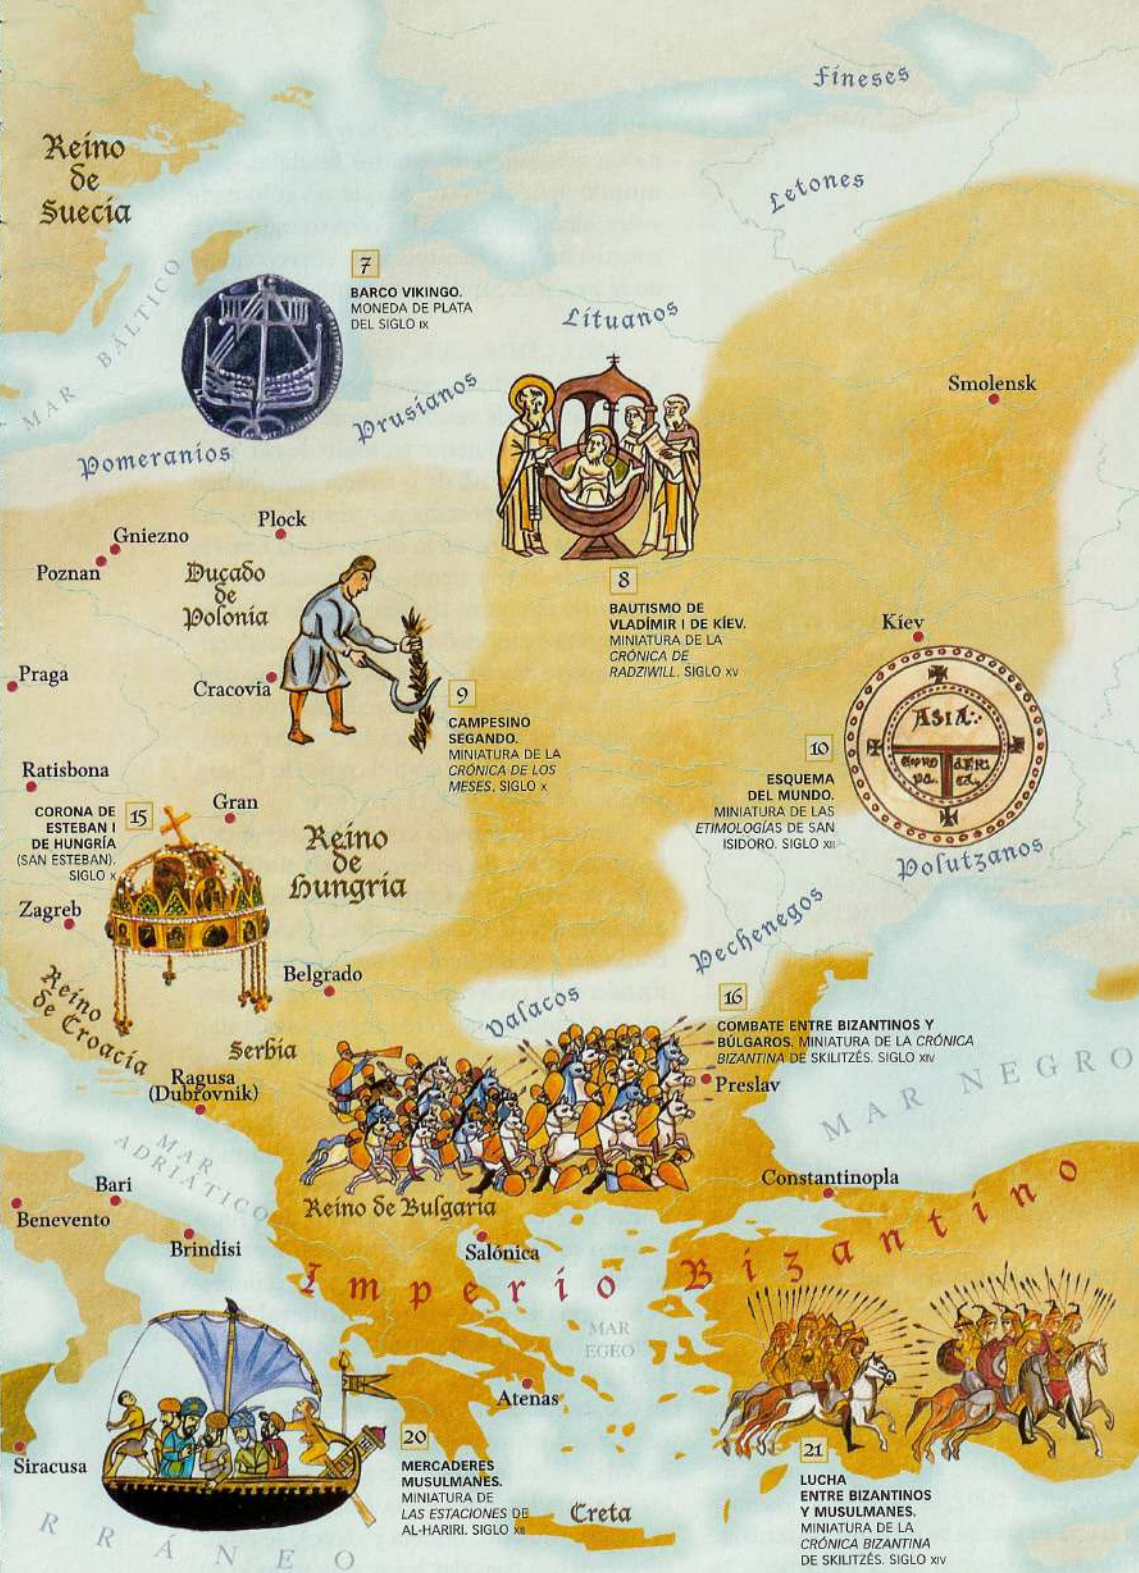 Fineses
Reino
de
Suecia
Letones
MAR BÁLTICO
7
BARCO VIKINGO.
MONEDA DE PLATA
DEL SIGLO IX
Lituanos
Smolensk
Prusianos
Pomeranios
Plock
Gniezno
Poznan
Ducado
de
Polonia
8
BAUTISMO DE
VLADÍMIR I DE KÍEV.
MINIATURA DE LA
CRÓNICA DE
RADZIWILL. SIGLO XV
Kíev
Praga
Cracovia
9
CAMPESINO
SEGANDO.
MINIATURA DE LA
CRÓNICA DE LOS
MESES. SIGLO X
ASIA
10
ESQUEMA
DEL MUNDO.
MINIATURA DE LAS
ETIMOLOGÍAS DE SAN
ISIDORO. SIGLO XII
Ratisbona
Gran
15
CORONA DE
ESTEBAN I
DE HUNGRÍA
(SAN ESTEBAN).
SIGLO X
Reino
de
Hungría
Polutzanos
Zagreb
Pechenegos
Belgrado
Reino
de Croacia
Valacos
16
COMBATE ENTRE BIZANTINOS Y
BÚLGAROS. MINIATURA DE LA CRÓNICA
BIZANTINA DE SKILITZÉS. SIGLO XIV
Serbia
Ragusa
(Dubrovnik)
Preslav
MAR NEGRO
MAR
ADRIÁTICO
Bari
Benevento
Brindisi
Constantinopla
Reino de Bulgaria
Salónica
Imperio Bizantino
MAR
EGEO
Atenas
Siracusa
20
MERCADERES
MUSULMANES.
MINIATURA DE
LAS ESTACIONES DE
AL-HARIRI. SIGLO XII
Creta
21
LUCHA
ENTRE BIZANTINOS
Y MUSULMANES.
MINIATURA DE LA
CRÓNICA BIZANTINA
DE SKILITZÉS. SIGLO XIV
RRÁNEO